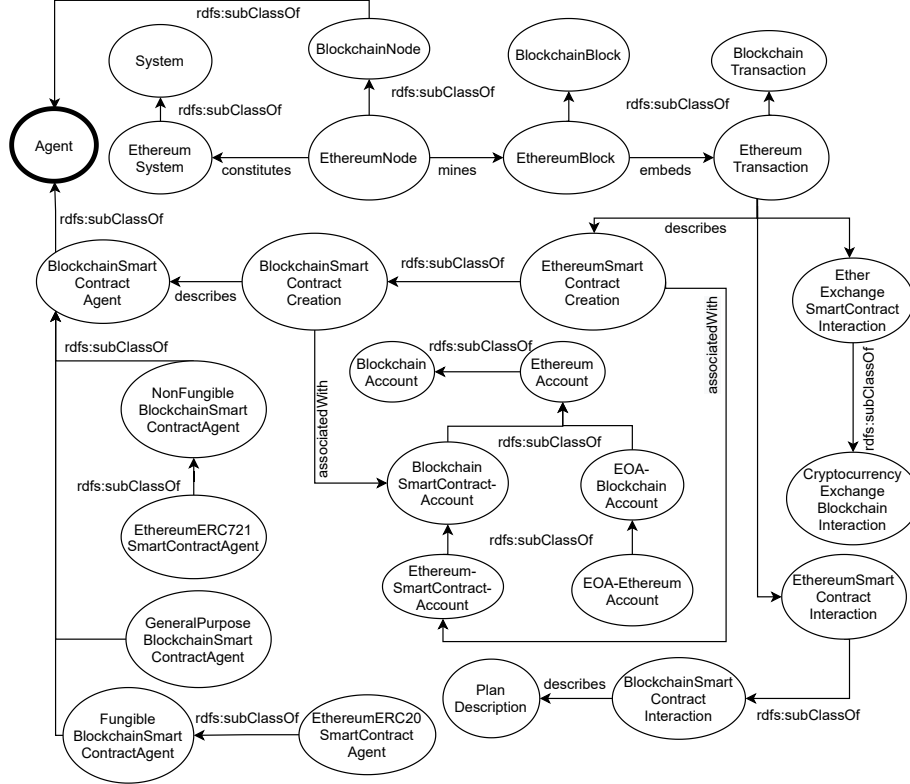 rdfs:subClassOf
BlockchainNode
System
BlockchainBlock
Blockchain
Transaction
rdfs:subClassOf
rdfs:subClassOf
rdfs:subClassOf
Agent
Ethereum
System
constitutes
EthereumNode
mines
EthereumBlock
embeds
Ethereum
Transaction
rdfs:subClassOf
describes
BlockchainSmart
Contract
Agent
describes
BlockchainSmart
Contract
Creation
rdfs:subClassOf
EthereumSmart
Contract
Creation
Ether
Exchange
SmartContract
Interaction
rdfs:subClassOf
associatedWith
associatedWith
rdfs:subClassOf
Blockchain
Account
rdfs:subClassOf
Ethereum
Account
NonFungible
BlockchainSmart
ContractAgent
rdfs:subClassOf
Blockchain
SmartContract-
Account
EOA-
Blockchain
Account
Cryptocurrency
Exchange
Blockchain
Interaction
rdfs:subClassOf
EthereumERC721
SmartContractAgent
rdfs:subClassOf
Ethereum-
SmartContract-
Account
EOA-Ethereum
Account
EthereumSmart
Contract
Interaction
GeneralPurpose
BlockchainSmart
ContractAgent
Plan
Description
describes
BlockchainSmart
Contract
Interaction
rdfs:subClassOf
Fungible
BlockchainSmart
ContractAgent
rdfs:subClassOf
EthereumERC20
SmartContract
Agent